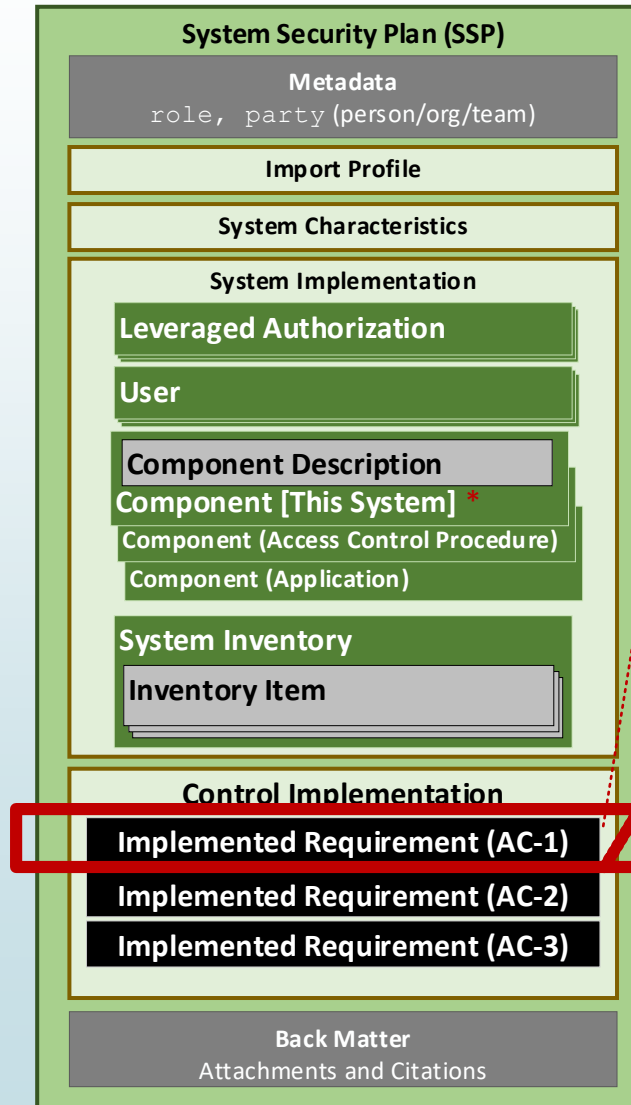 System Security Plan (SSP)
Metadata
role, party (person/org/team)
Import Profile
System Characteristics
System Implementation
Leveraged Authorization
User
Component Description
Component [This System] *
Component (Access Control Procedure)
Component (Application)
System Inventory
Inventory Item
Control Implementation
Implemented Requirement (AC-1)
Implemented Requirement (AC-2)
Implemented Requirement (AC-3)
Back Matter
Attachments and Citations